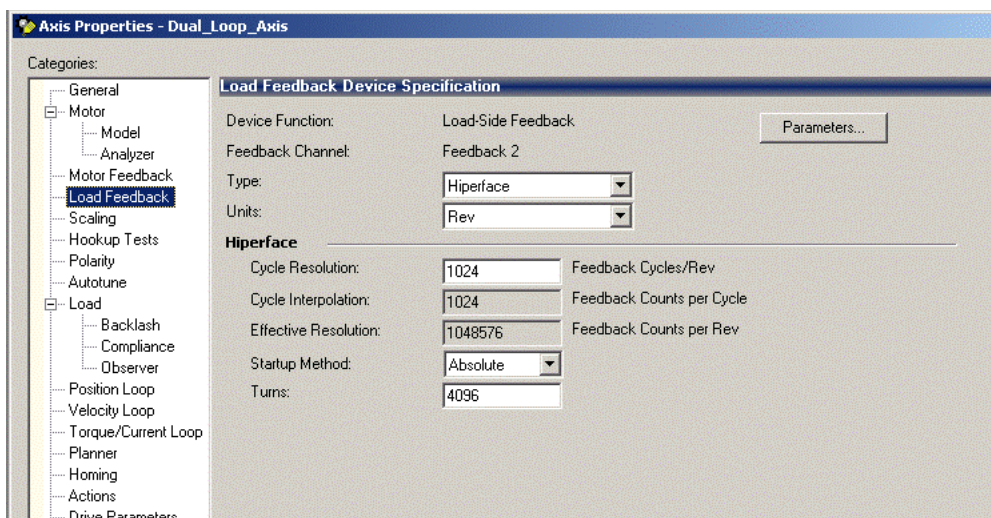 Axis Properties - Dual_Loop_Axis
Categories:
General
Motor
Model
Analyzer
Motor Feedback
Load Feedback
Scaling
Hookup Tests
Polarity
Autotune
Load
Backlash
Compliance
Observer
Position Loop
Velocity Loop
Torque/Current Loop
Planner
Homing
Actions
Drive Parameters
Load Feedback Device Specification
Device Function: Load-Side Feedback Parameters...
Feedback Channel: Feedback 2
Type: Hiperface
Units: Rev
Hiperface
Cycle Resolution: 1024 Feedback Cycles/Rev
Cycle Interpolation: 1024 Feedback Counts per Cycle
Effective Resolution: 1048576 Feedback Counts per Rev
Startup Method: Absolute
Turns: 4096